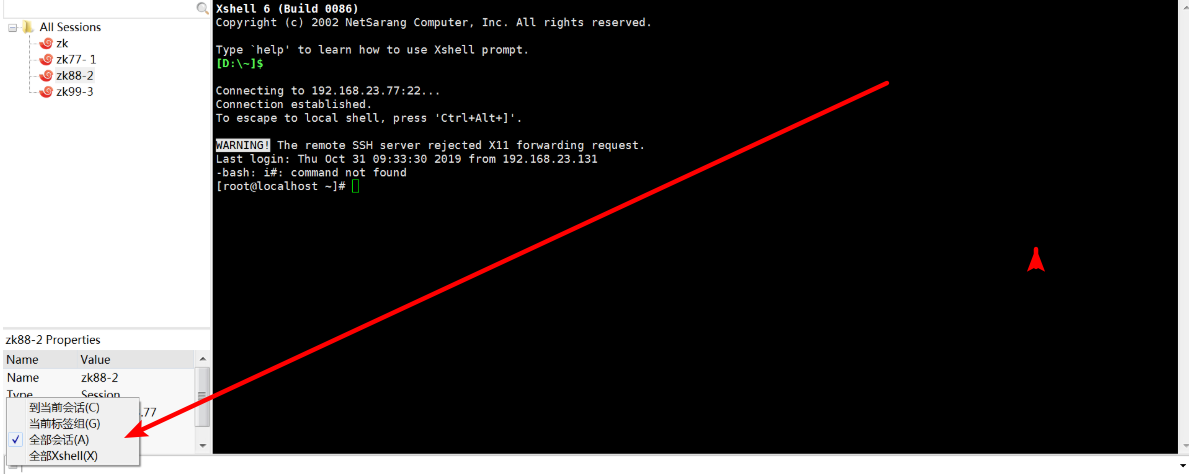 All Sessions
zk
zk77- 1
zk88-2
zk99-3
Xshell 6 (Build 0086)
Copyright (c) 2002 NetSarang Computer, Inc. All rights reserved.
Type `help' to learn how to use Xshell prompt.
[D:\~]$
Connecting to 192.168.23.77:22...
Connection established.
To escape to local shell, press 'Ctrl+Alt+]'.
WARNING! The remote SSH server rejected X11 forwarding request.
Last login: Thu Oct 31 09:33:30 2019 from 192.168.23.131
-bash: i#: command not found
[root@localhost ~]#
zk88-2 Properties
Name Value
Name zk88-2
Type Session
.77
到当前会话(C)
当前标签组(G)
全部会话(A)
全部Xshell(X)